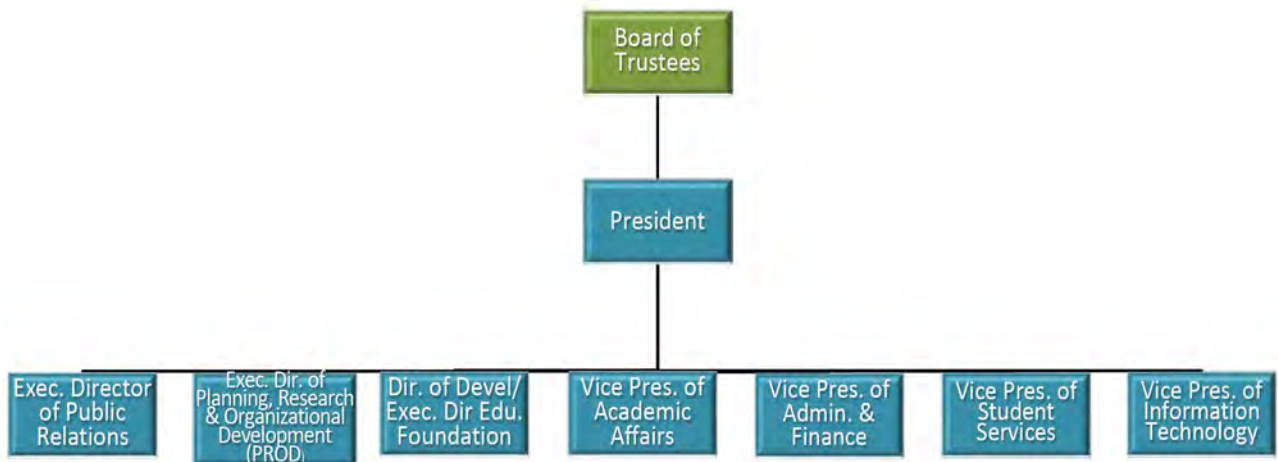 Board of
Trustees
President
Exec. Director
of Public
Relations
Exec. Dir. of
Planning, Research
& Organizational
Development
(PROD)
Dir. of Devel/
Exec. Dir Edu.
Foundation
Vice Pres. of
Academic
Affairs
Vice Pres. of
Admin. &
Finance
Vice Pres. of
Student
Services
Vice Pres. of
Information
Technology